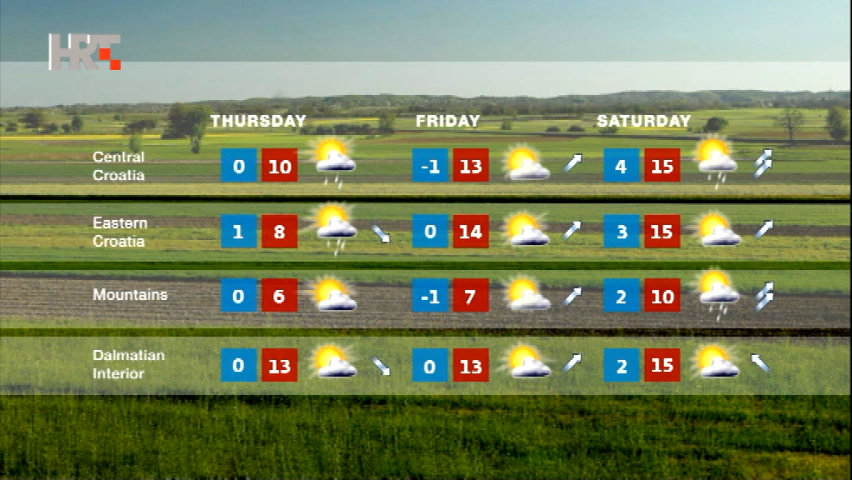 HRT
THURSDAY FRIDAY SATURDAY
Central
Croatia
0 10 -1 13 4 15
Eastern
Croatia
1 8 0 14 3 15
Mountains
0 6 -1 7 2 10
Dalmatian
Interior
0 13 0 13 2 15